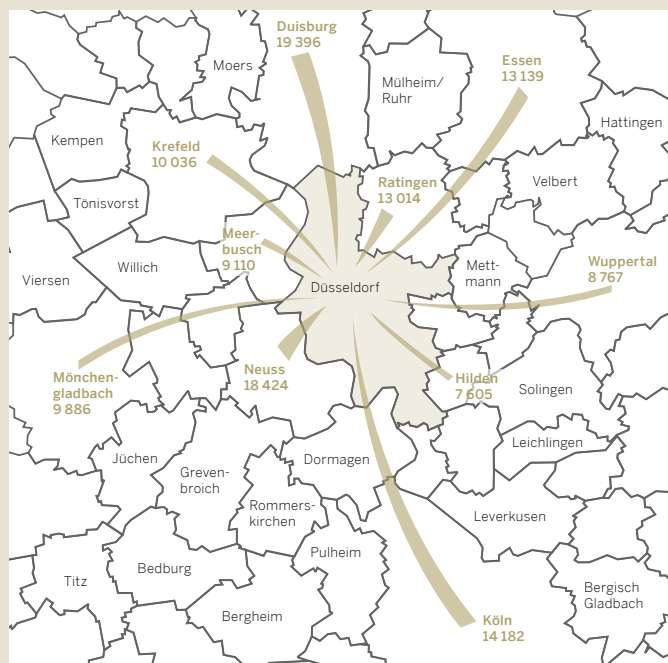 Duisburg
19 396
Moers
Essen
13 139
Mülheim/
Ruhr
Hattingen
Kempen
Krefeld
10 036
Ratingen
13 014
Velbert
Tönisvorst
Meer-
busch
9 110
Viersen
Willich
Düsseldorf
Mett-
mann
Wuppertal
8 767
Mönchen-
gladbach
9 886
Neuss
18 424
Hilden
7 605
Solingen
Jüchen
Greven-
broich
Dormagen
Leichlingen
Rommers-
kirchen
Leverkusen
Pulheim
Titz
Bedburg
Bergheim
Bergisch
Gladbach
Köln
14 182